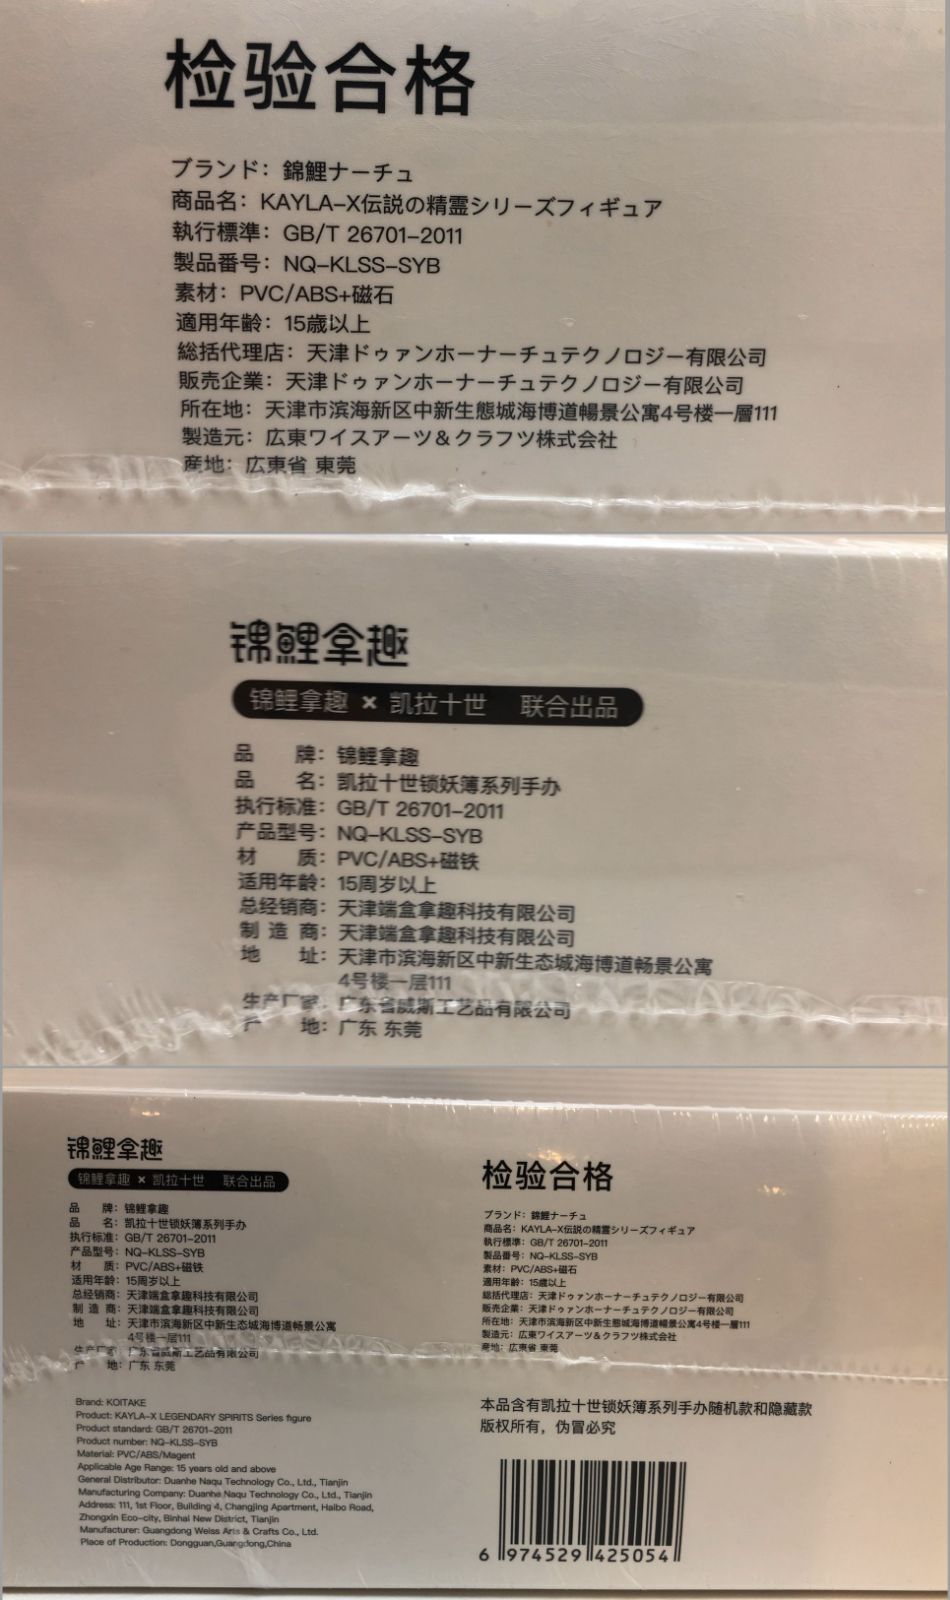 检验合格
ブランド：錦鯉ナーチュ
商品名：KAYLA-X伝説の精霊シリーズフィギュア
執行標準：GB/T 26701-2011
製品番号：NQ-KLSS-SYB
素材：PVC/ABS+磁石
適用年齢：15歳以上
総括代理店：天津ドゥァンホーナーチュテクノロジー有限公司
販売企業：天津ドゥァンホーナーチュテクノロジー有限公司
所在地：天津市滨海新区中新生態城海博道暢景公寓4号楼一層111
製造元：広東ワイスアーツ＆クラフツ株式会社
産地：広東省 東莞
锦鲤拿趣
锦鲤拿趣 × 凯拉十世 联合出品
品 牌：锦鲤拿趣
品 名：凯拉十世锁妖簿系列手办
执行标准：GB/T 26701-2011
产品型号：NQ-KLSS-SYB
材 质：PVC/ABS+磁铁
适用年龄：15周岁以上
总经销商：天津端盒拿趣科技有限公司
制 造 商：天津端盒拿趣科技有限公司
地 址：天津市滨海新区中新生态城海博道畅景公寓
4号楼一层111
生产厂家：广东省威斯工艺品有限公司
产 地：广东 东莞
锦鲤拿趣
锦鲤拿趣 × 凯拉十世 联合出品
品 牌：锦鲤拿趣
品 名：凯拉十世锁妖簿系列手办
执行标准：GB/T 26701-2011
产品型号：NQ-KLSS-SYB
材 质：PVC/ABS+磁铁
适用年龄：15周岁以上
总经销商：天津端盒拿趣科技有限公司
制 造 商：天津端盒拿趣科技有限公司
地 址：天津市滨海新区中新生态城海博道畅景公寓
4号楼一层111
生产厂家：广东省威斯工艺品有限公司
产 地：广东 东莞
检验合格
ブランド：錦鯉ナーチュ
商品名：KAYLA-X伝説の精霊シリーズフィギュア
執行標準：GB/T 26701-2011
製品番号：NQ-KLSS-SYB
素材：PVC/ABS+磁石
適用年齢：15歳以上
総括代理店：天津ドゥァンホーナーチュテクノロジー有限公司
販売企業：天津ドゥァンホーナーチュテクノロジー有限公司
所在地：天津市滨海新区中新生態城海博道暢景公寓4号楼一層111
製造元：広東ワイスアーツ＆クラフツ株式会社
産地：広東省 東莞
Brand: KOITAKE
Product: KAYLA-X LEGENDARY SPIRITS Series figure
Product standard: GB/T 26701-2011
Product number: NQ-KLSS-SYB
Material: PVC/ABS/Magent
Applicable Age Range: 15 years old and above
General Distributor: Duanhe Naqu Technology Co., Ltd., Tianjin
Manufacturing Company: Duanhe Naqu Technology Co., Ltd., Tianjin
Address: 111, 1st Floor, Building 4, Changjing Apartment, Haibo Road,
Zhongxin Eco-city, Binhai New District, Tianjin
Manufacturer: Guangdong Weiss Arts & Crafts Co., Ltd.
Place of Production: Dongguan,Guangdong,China
本品含有凯拉十世锁妖簿系列手办随机款和隐藏款
版权所有，伪冒必究
6 974529 425054